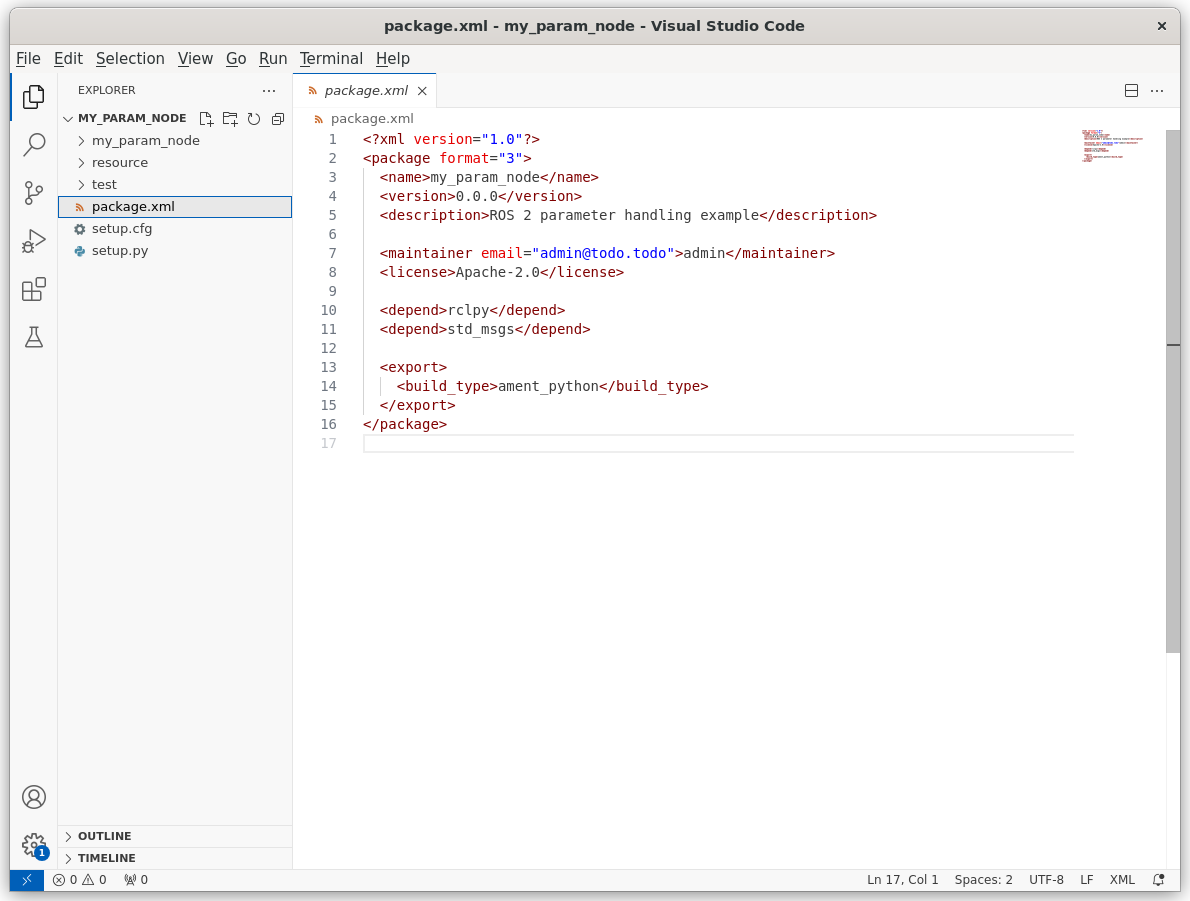 package.xml - my_param_node - Visual Studio Code
File Edit Selection View Go Run Terminal Help
EXPLORER
MY_PARAM_NODE
my_param_node
resource
test
package.xml
setup.cfg
setup.py
OUTLINE
TIMELINE
package.xml
package.xml
1 <?xml version="1.0"?>
2 <package format="3">
3 <name>my_param_node</name>
4 <version>0.0.0</version>
5 <description>ROS 2 parameter handling example</description>
6
7 <maintainer email="admin@todo.todo">admin</maintainer>
8 <license>Apache-2.0</license>
9
10 <depend>rclpy</depend>
11 <depend>std_msgs</depend>
12
13 <export>
14 <build_type>ament_python</build_type>
15 </export>
16 </package>
17
1
0 0 0 Ln 17, Col 1 Spaces: 2 UTF-8 LF XML